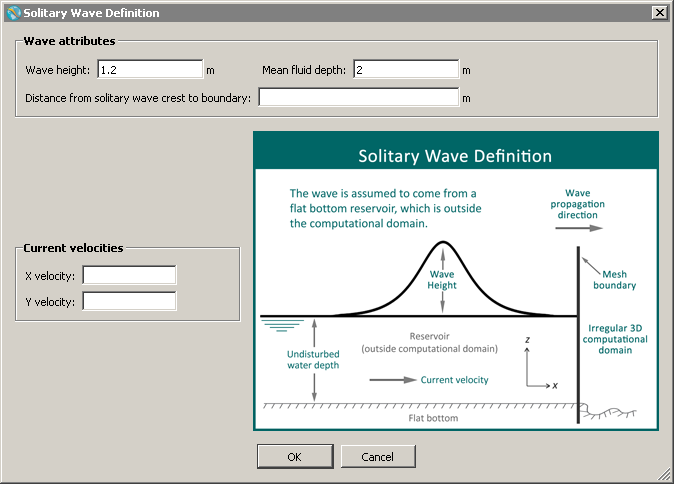 Solitary Wave Definition
Wave attributes
Wave height: 1.2 m Mean fluid depth: 2 m
Distance from solitary wave crest to boundary: m
Current velocities
X velocity:
Y velocity:
Solitary Wave Definition
The wave is assumed to come from a
flat bottom reservoir, which is outside
the computational domain.
Wave
propagation
direction
Wave
Height
Mesh
boundary
Undisturbed
water depth
Reservoir
(outside computational domain)
z
x
Current velocity
Irregular 3D
computational
domain
Flat bottom
OK Cancel